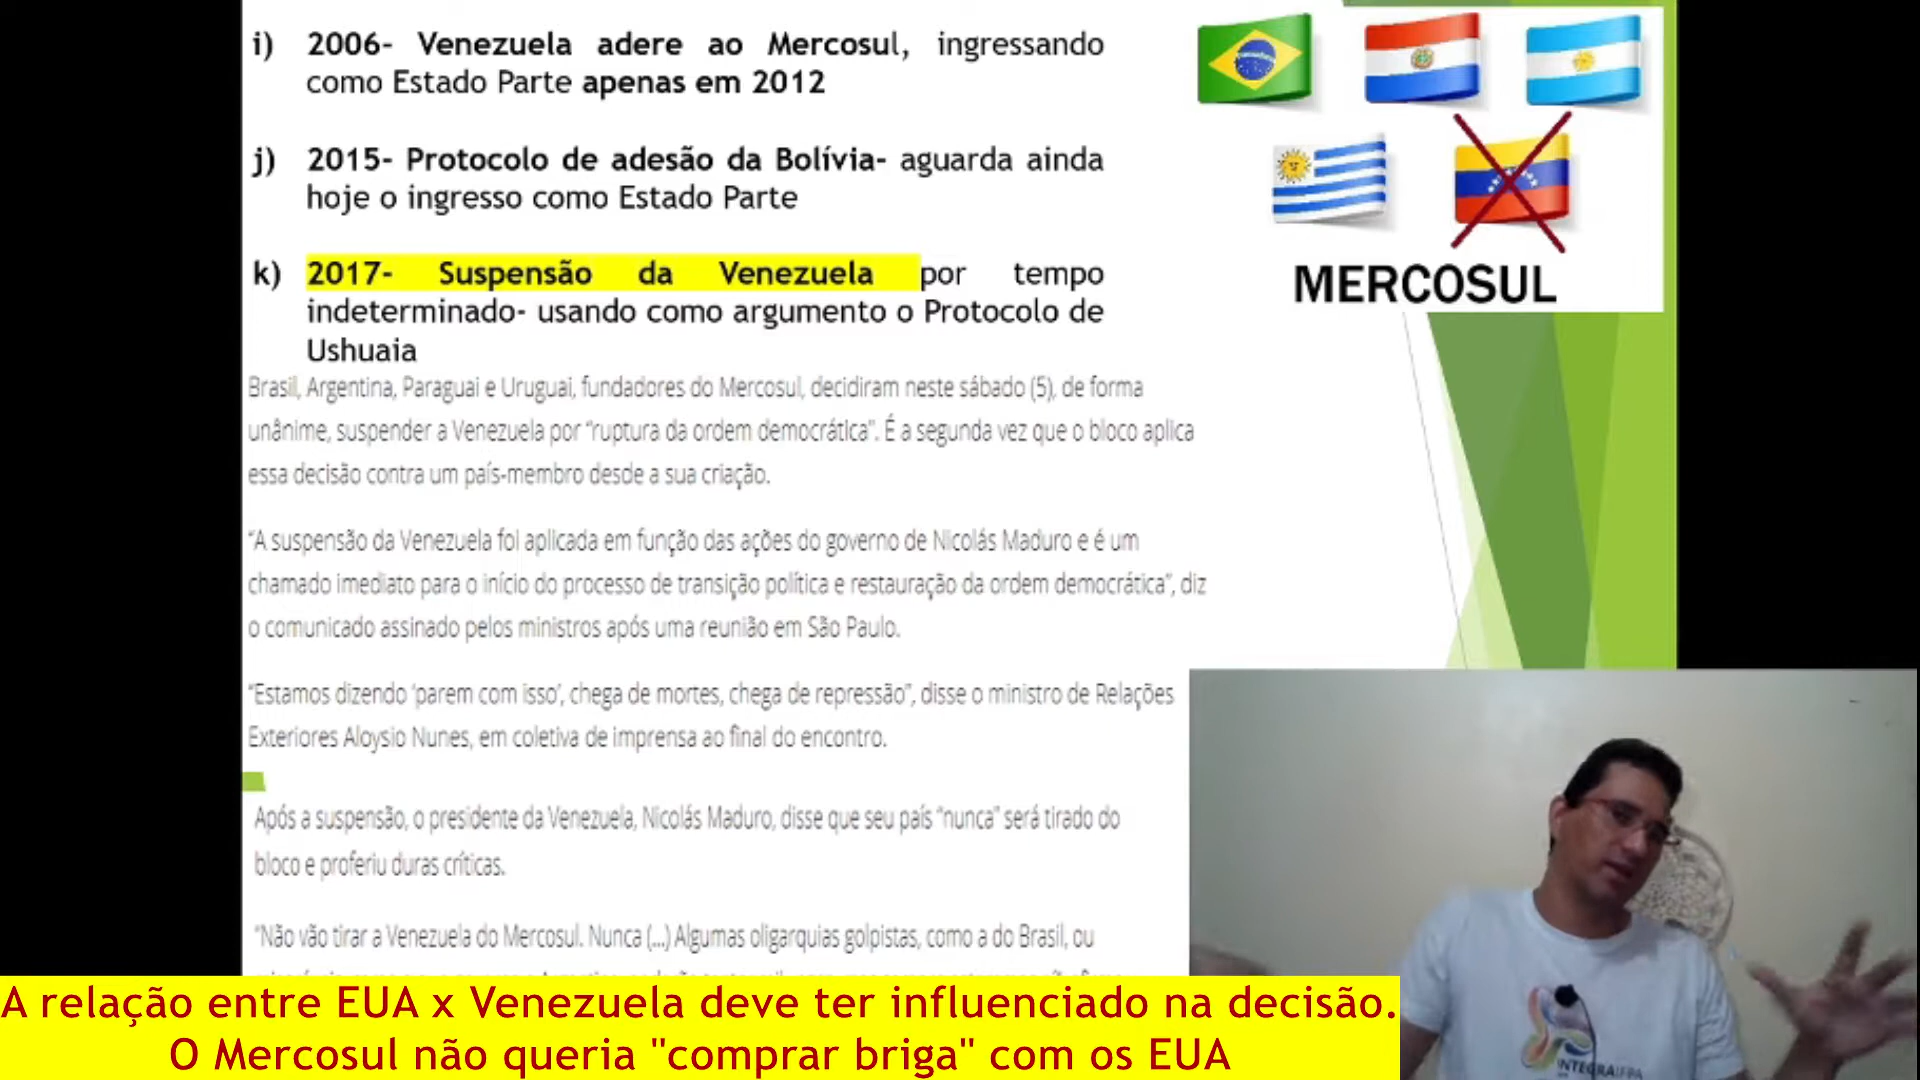 i) 2006- Venezuela adere ao Mercosul, ingressando
como Estado Parte apenas em 2012
j) 2015- Protocolo de adesão da Bolívia- aguarda ainda
hoje o ingresso como Estado Parte
k) 2017- Suspensão da Venezuela por tempo
indeterminado- usando como argumento o Protocolo de
Ushuaia
MERCOSUL
Brasil, Argentina, Paraguai e Uruguai, fundadores do Mercosul, decidiram neste sábado (5), de forma
unânime, suspender a Venezuela por “ruptura da ordem democrática”. É a segunda vez que o bloco aplica
essa decisão contra um país-membro desde a sua criação.
“A suspensão da Venezuela foi aplicada em função das ações do governo de Nicolás Maduro e é um
chamado imediato para o início do processo de transição política e restauração da ordem democrática”, diz
o comunicado assinado pelos ministros após uma reunião em São Paulo.
“Estamos dizendo ‘parem com isso’, chega de mortes, chega de repressão”, disse o ministro de Relações
Exteriores Aloysio Nunes, em coletiva de imprensa ao final do encontro.
Após a suspensão, o presidente da Venezuela, Nicolás Maduro, disse que seu país “nunca” será tirado do
bloco e proferiu duras críticas.
“Não vão tirar a Venezuela do Mercosul. Nunca (...) Algumas oligarquias golpistas, como a do Brasil, ou
A relação entre EUA x Venezuela deve ter influenciado na decisão.
O Mercosul não queria "comprar briga" com os EUA
INTEGRAIFPA